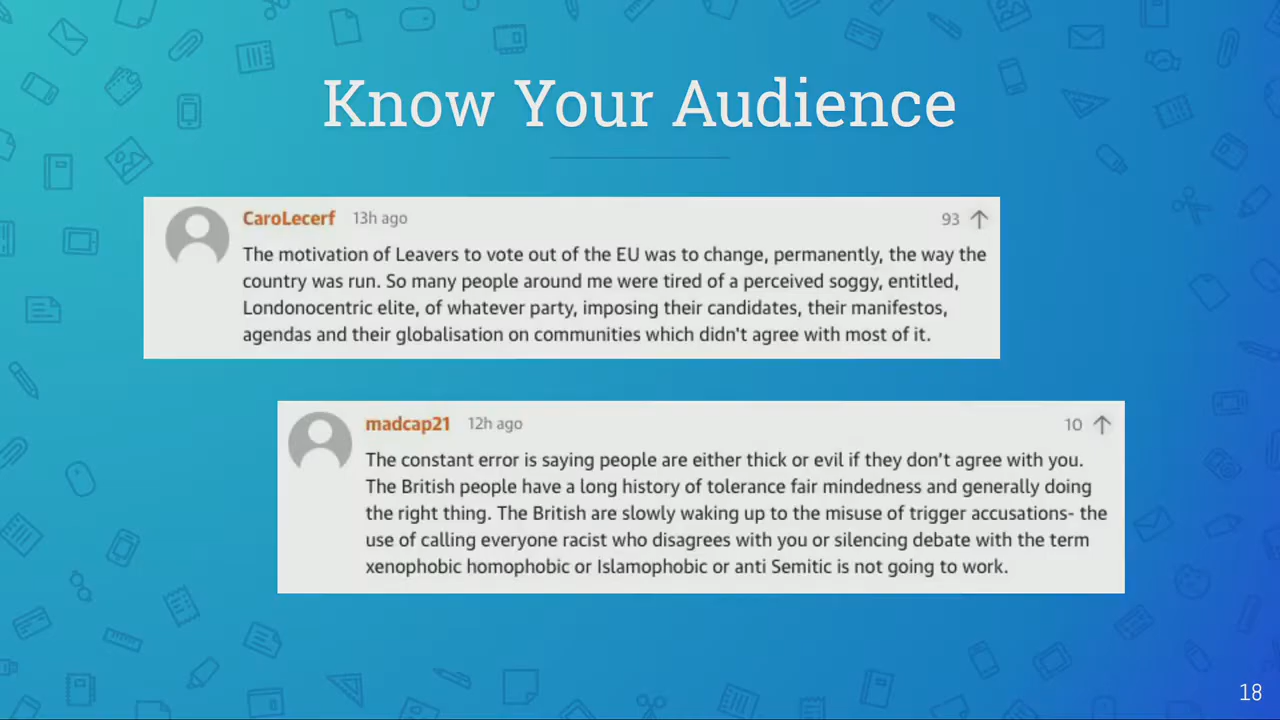 Know Your Audience
CaroLecerf 13h ago 93
The motivation of Leavers to vote out of the EU was to change, permanently, the way the
country was run. So many people around me were tired of a perceived soggy, entitled,
Londonocentric elite, of whatever party, imposing their candidates, their manifestos,
agendas and their globalisation on communities which didn't agree with most of it.
madcap21 12h ago 10
The constant error is saying people are either thick or evil if they don't agree with you.
The British people have a long history of tolerance fair mindedness and generally doing
the right thing. The British are slowly waking up to the misuse of trigger accusations- the
use of calling everyone racist who disagrees with you or silencing debate with the term
xenophobic homophobic or Islamophobic or anti Semitic is not going to work.
18